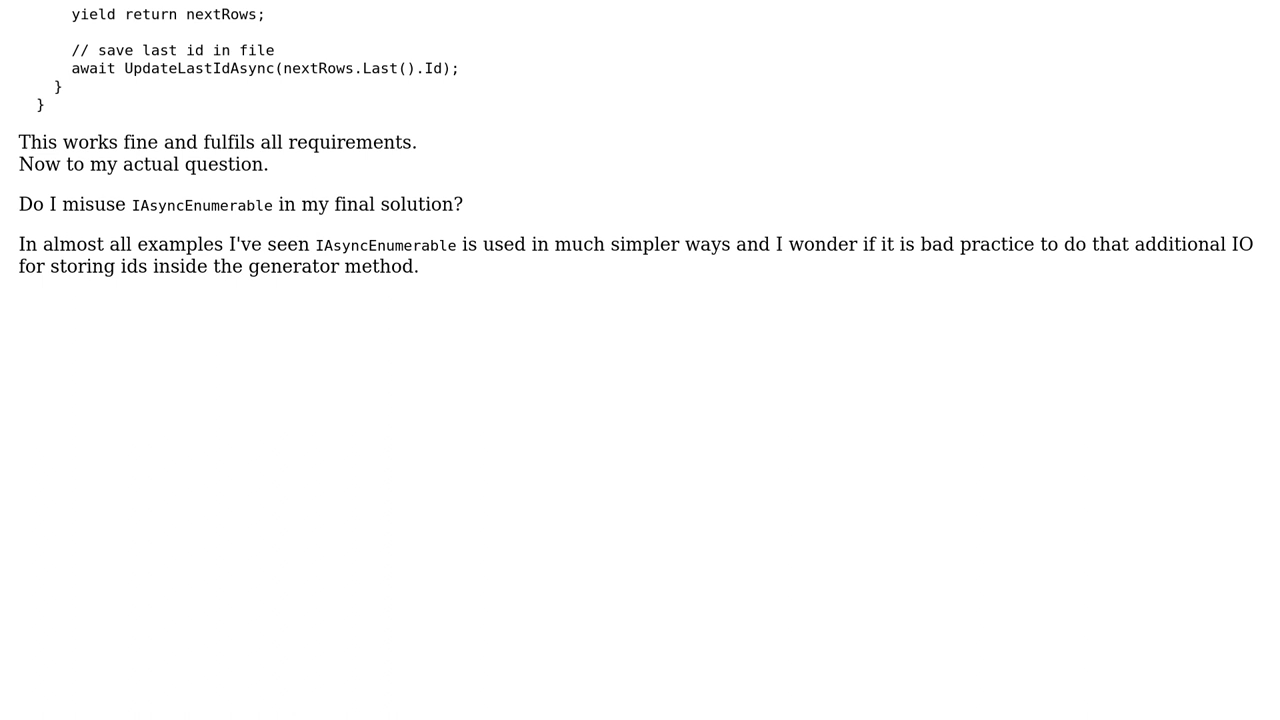 yield return nextRows;
// save last id in file
await UpdateLastIdAsync(nextRows.Last().Id);
}
}
This works fine and fulfils all requirements.
Now to my actual question.
Do I misuse IAsyncEnumerable in my final solution?
In almost all examples I've seen IAsyncEnumerable is used in much simpler ways and I wonder if it is bad practice to do that additional IO
for storing ids inside the generator method.